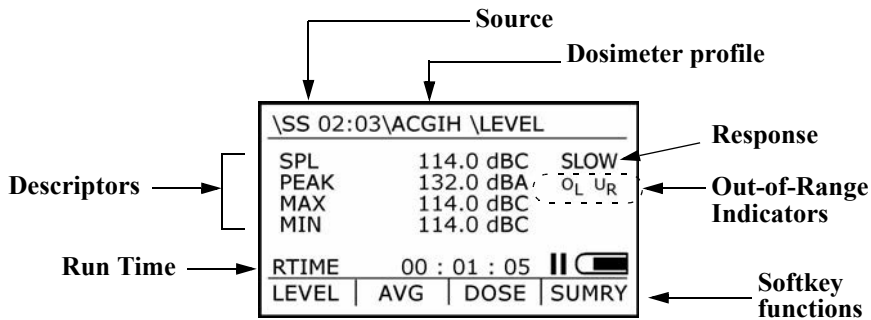 Source
Dosimeter profile
\SS 02:03\ACGIH \LEVEL
Response
SPL 114.0 dBC SLOW
PEAK 132.0 dBA OL UR
MAX 114.0 dBC
MIN 114.0 dBC
Descriptors
Out-of-Range
Indicators
Run Time
RTIME 00 : 01 : 05
LEVEL AVG DOSE SUMRY
Softkey
functions